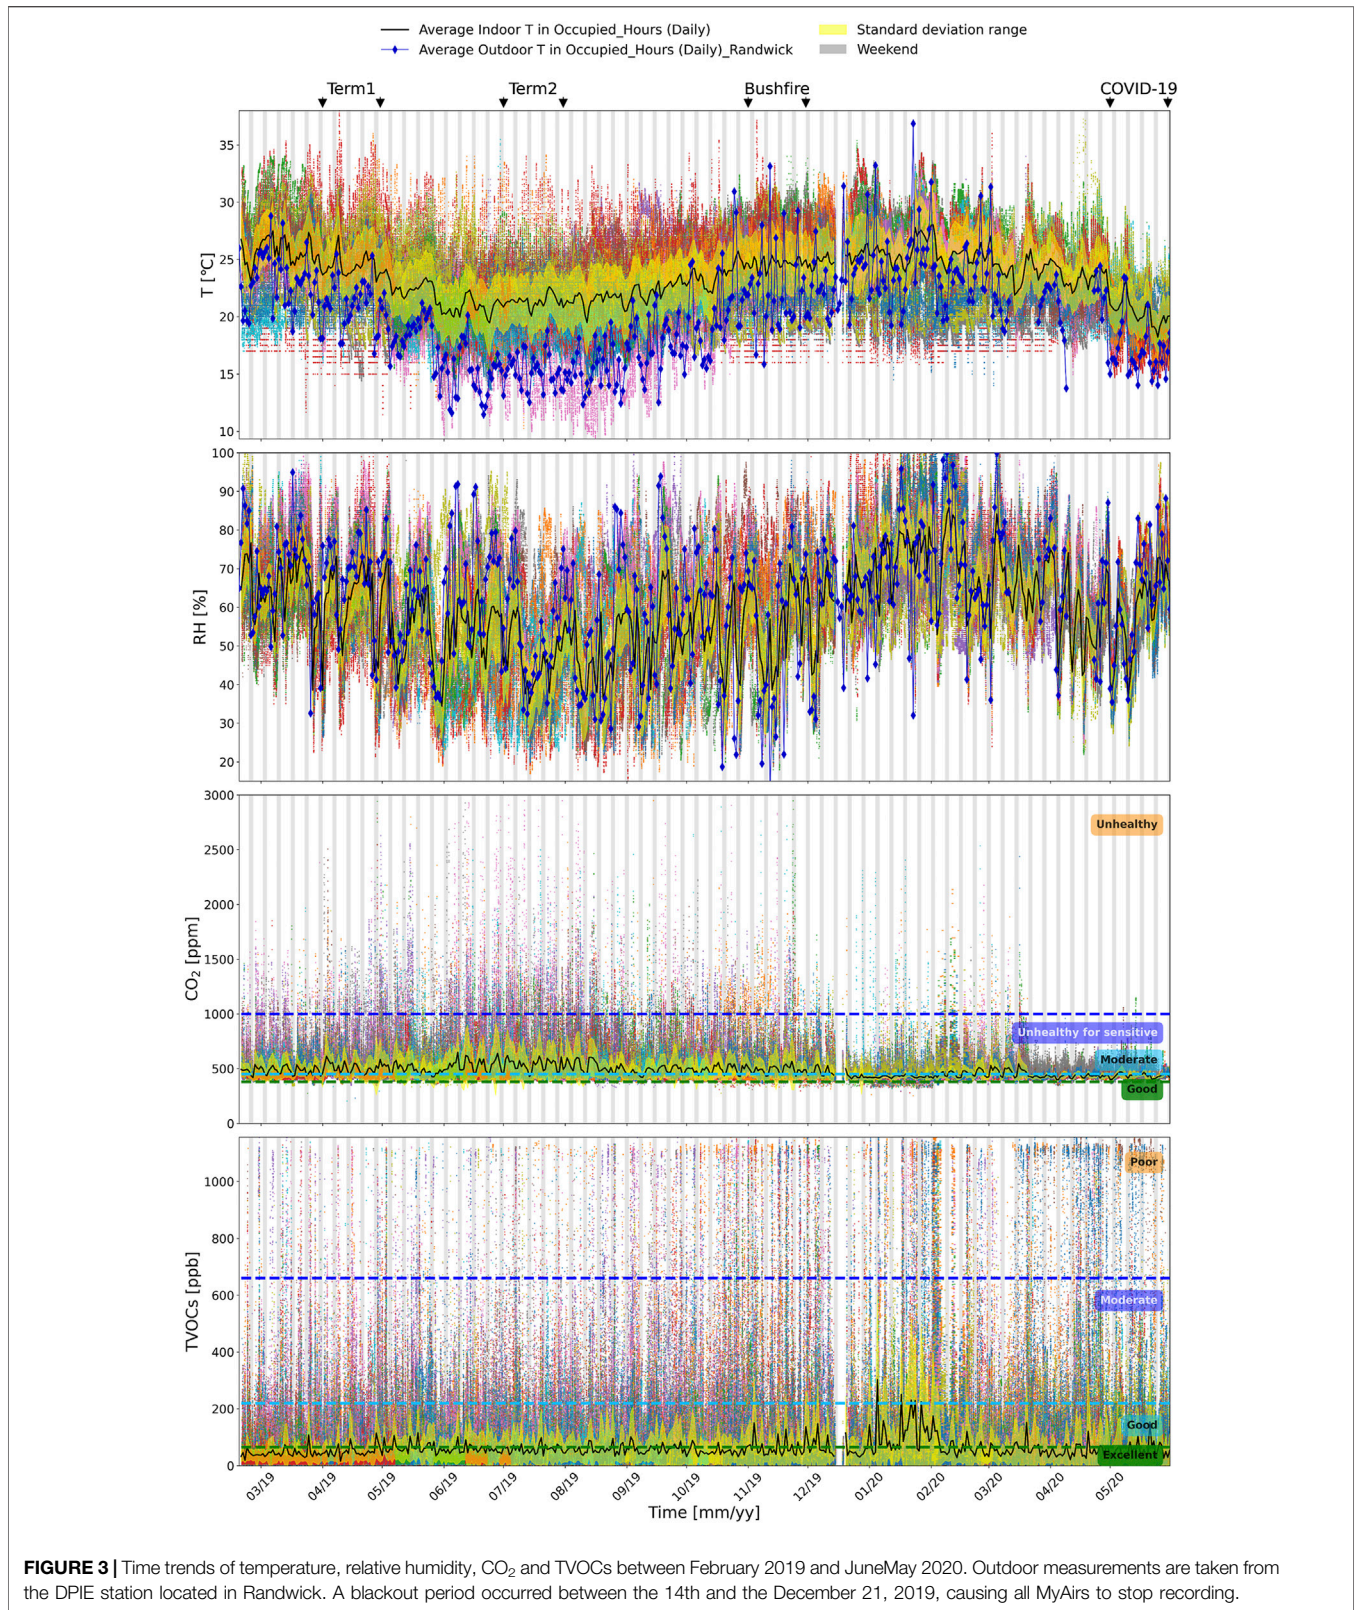 Average Indoor T in Occupied_Hours (Daily)
Average Outdoor T in Occupied_Hours (Daily)_Randwick
Standard deviation range
Weekend
Term1 Term2 Bushfire COVID-19
T [°C]
35
30
25
20
15
10
RH [%]
100
90
80
70
60
50
40
30
20
CO₂ [ppm]
3000
2500
2000
1500
1000
500
0
Unhealthy
Unhealthy for sensitive
Moderate
Good
TVOCs [ppb]
1000
800
600
400
200
0
Poor
Moderate
Good
Excellent
03/19 04/19 05/19 06/19 07/19 08/19 09/19 10/19 11/19 12/19 01/20 02/20 03/20 04/20 05/20
Time [mm/yy]
FIGURE 3 | Time trends of temperature, relative humidity, CO₂ and TVOCs between February 2019 and JuneMay 2020. Outdoor measurements are taken from
the DPIE station located in Randwick. A blackout period occurred between the 14th and the December 21, 2019, causing all MyAirs to stop recording.